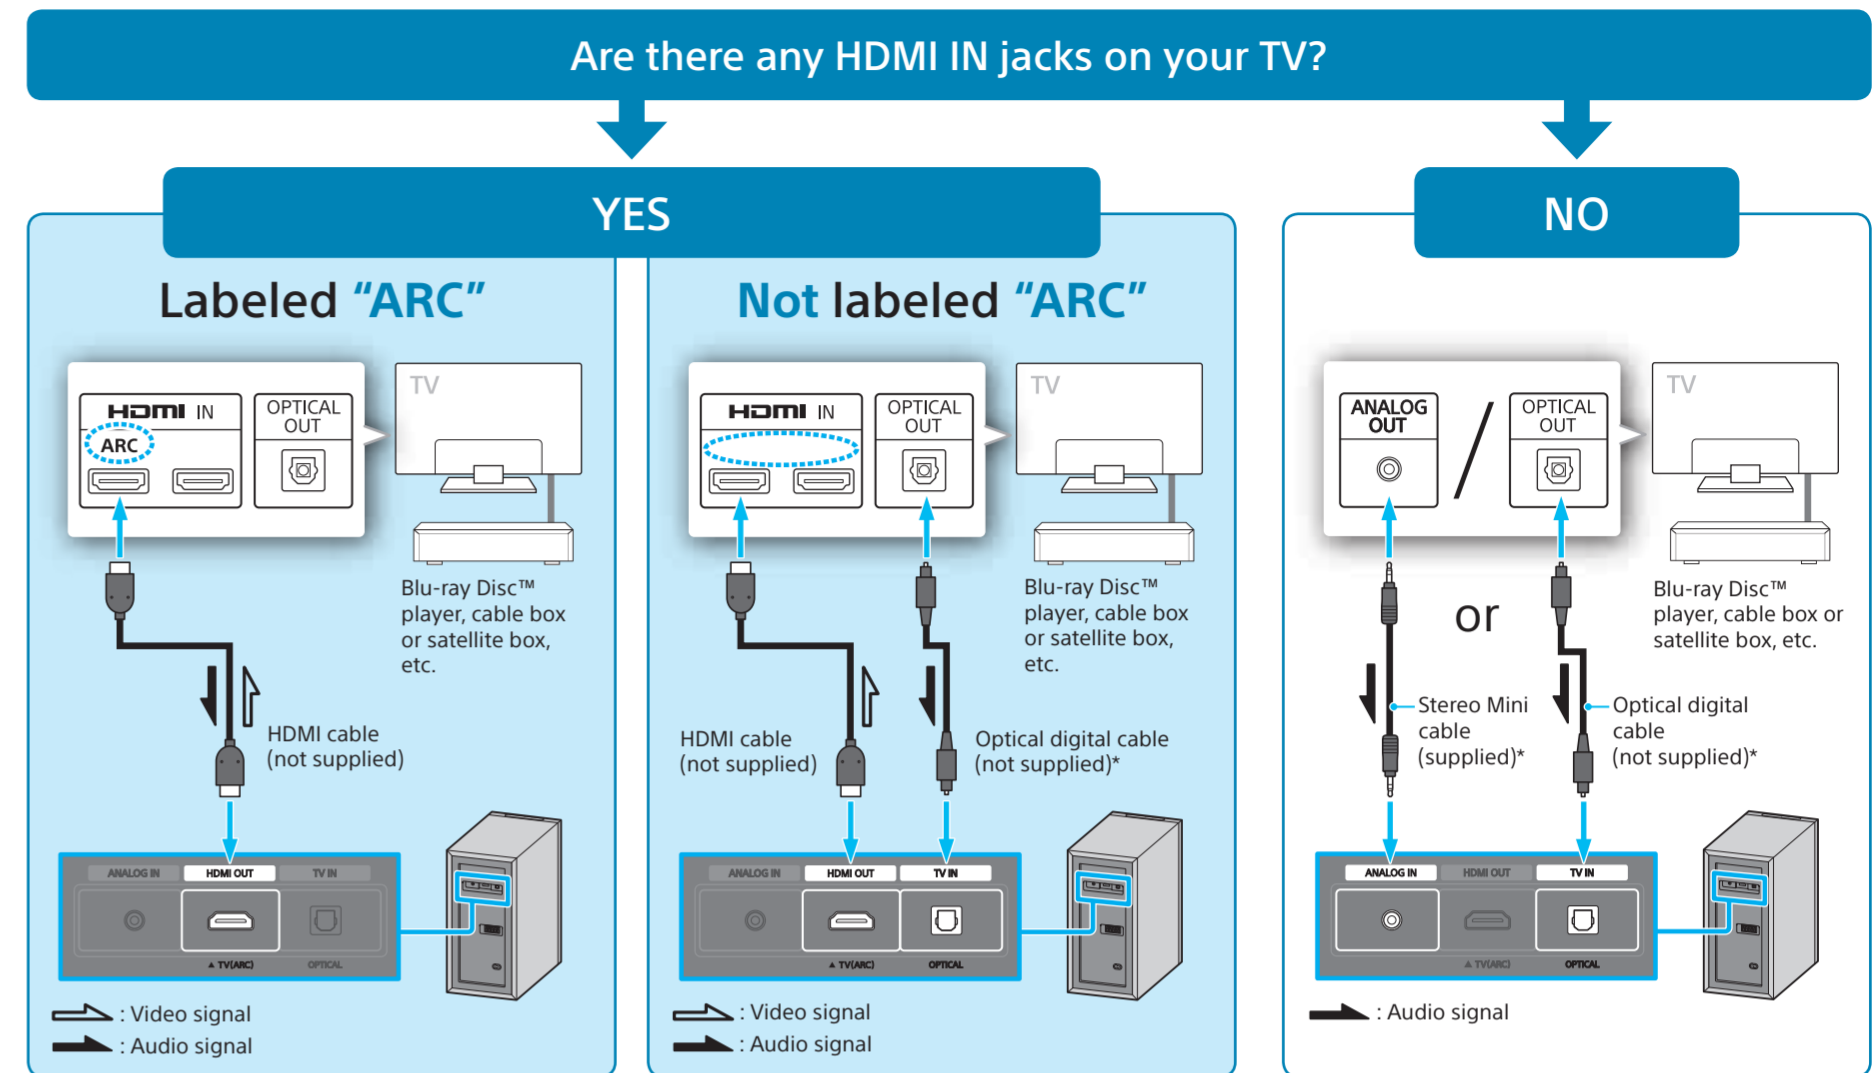 Are there any HDMI IN jacks on your TV?
YES
NO
Labeled “ARC”
HDMI IN
ARC
OPTICAL
OUT
TV
Blu-ray Disc™
player, cable box
or satellite box,
etc.
HDMI cable
(not supplied)
ANALOG IN
HDMI OUT
TV IN
▲ TV(ARC)
OPTICAL
: Video signal
: Audio signal
Not labeled “ARC”
HDMI IN
OPTICAL
OUT
TV
Blu-ray Disc™
player, cable box
or satellite box,
etc.
HDMI cable
(not supplied)
Optical digital cable
(not supplied)*
ANALOG IN
HDMI OUT
TV IN
▲ TV(ARC)
OPTICAL
: Video signal
: Audio signal
ANALOG
OUT
/
OPTICAL
OUT
TV
or
Blu-ray Disc™
player, cable box or
satellite box, etc.
Stereo Mini
cable
(supplied)*
Optical digital
cable
(not supplied)*
ANALOG IN
HDMI OUT
TV IN
▲ TV(ARC)
OPTICAL
: Audio signal